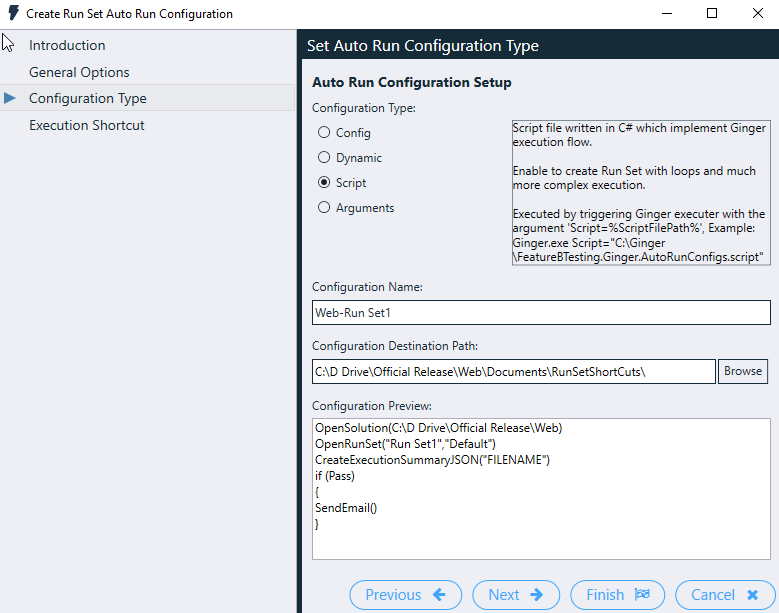 Create Run Set Auto Run Configuration
Introduction
General Options
Configuration Type
Execution Shortcut
Set Auto Run Configuration Type
Auto Run Configuration Setup
Configuration Type:
Config
Dynamic
Script
Arguments
Script file written in C# which implement Ginger
execution flow.
Enable to create Run Set with loops and much
more complex execution.
Executed by triggering Ginger executer with the
argument 'Script=%ScriptFilePath%', Example:
Ginger.exe Script="C:\Ginger
\FeatureBTesting.Ginger.AutoRunConfigs.script"
Configuration Name:
Web-Run Set1
Configuration Destination Path:
C:\D Drive\Official Release\Web\Documents\RunSetShortCuts\
Browse
Configuration Preview:
OpenSolution(C:\D Drive\Official Release\Web)
OpenRunSet("Run Set1","Default")
CreateExecutionSummaryJSON("FILENAME")
if (Pass)
{
SendEmail()
}
Previous
Next
Finish
Cancel